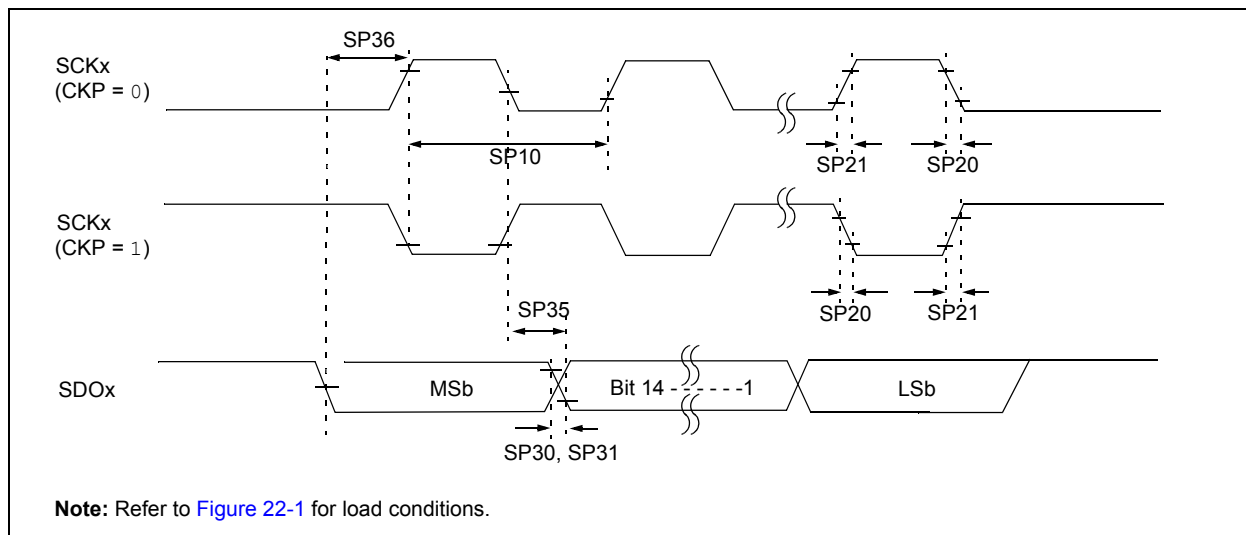 SP36
SCKx
(CKP = 0)
SP10
SP21
SP20
SCKx
(CKP = 1)
SP35
SP20
SP21
SDOx
MSb
Bit 14 - - - - - -1
LSb
SP30, SP31
Note: Refer to Figure 22-1 for load conditions.